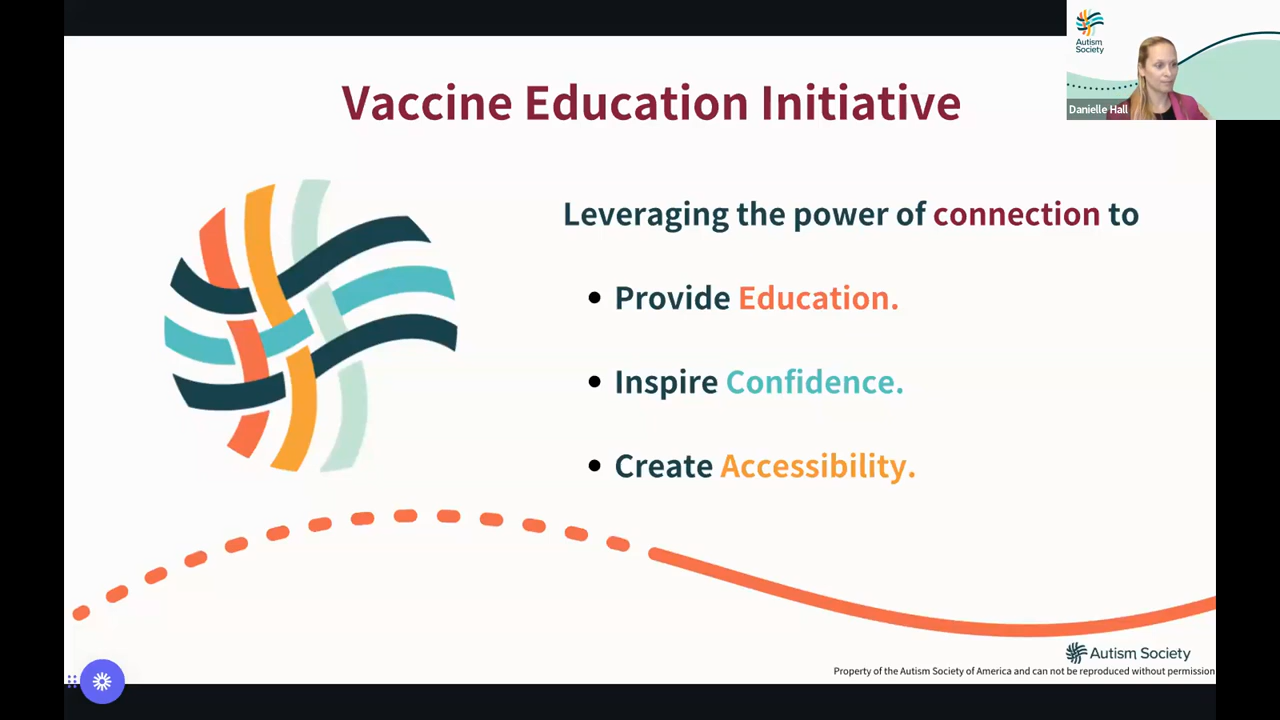 Vaccine Education Initiative
Autism
Society
Danielle Hall
Leveraging the power of connection to
• Provide Education.
• Inspire Confidence.
• Create Accessibility.
Autism Society
Property of the Autism Society of America and can not be reproduced without permission